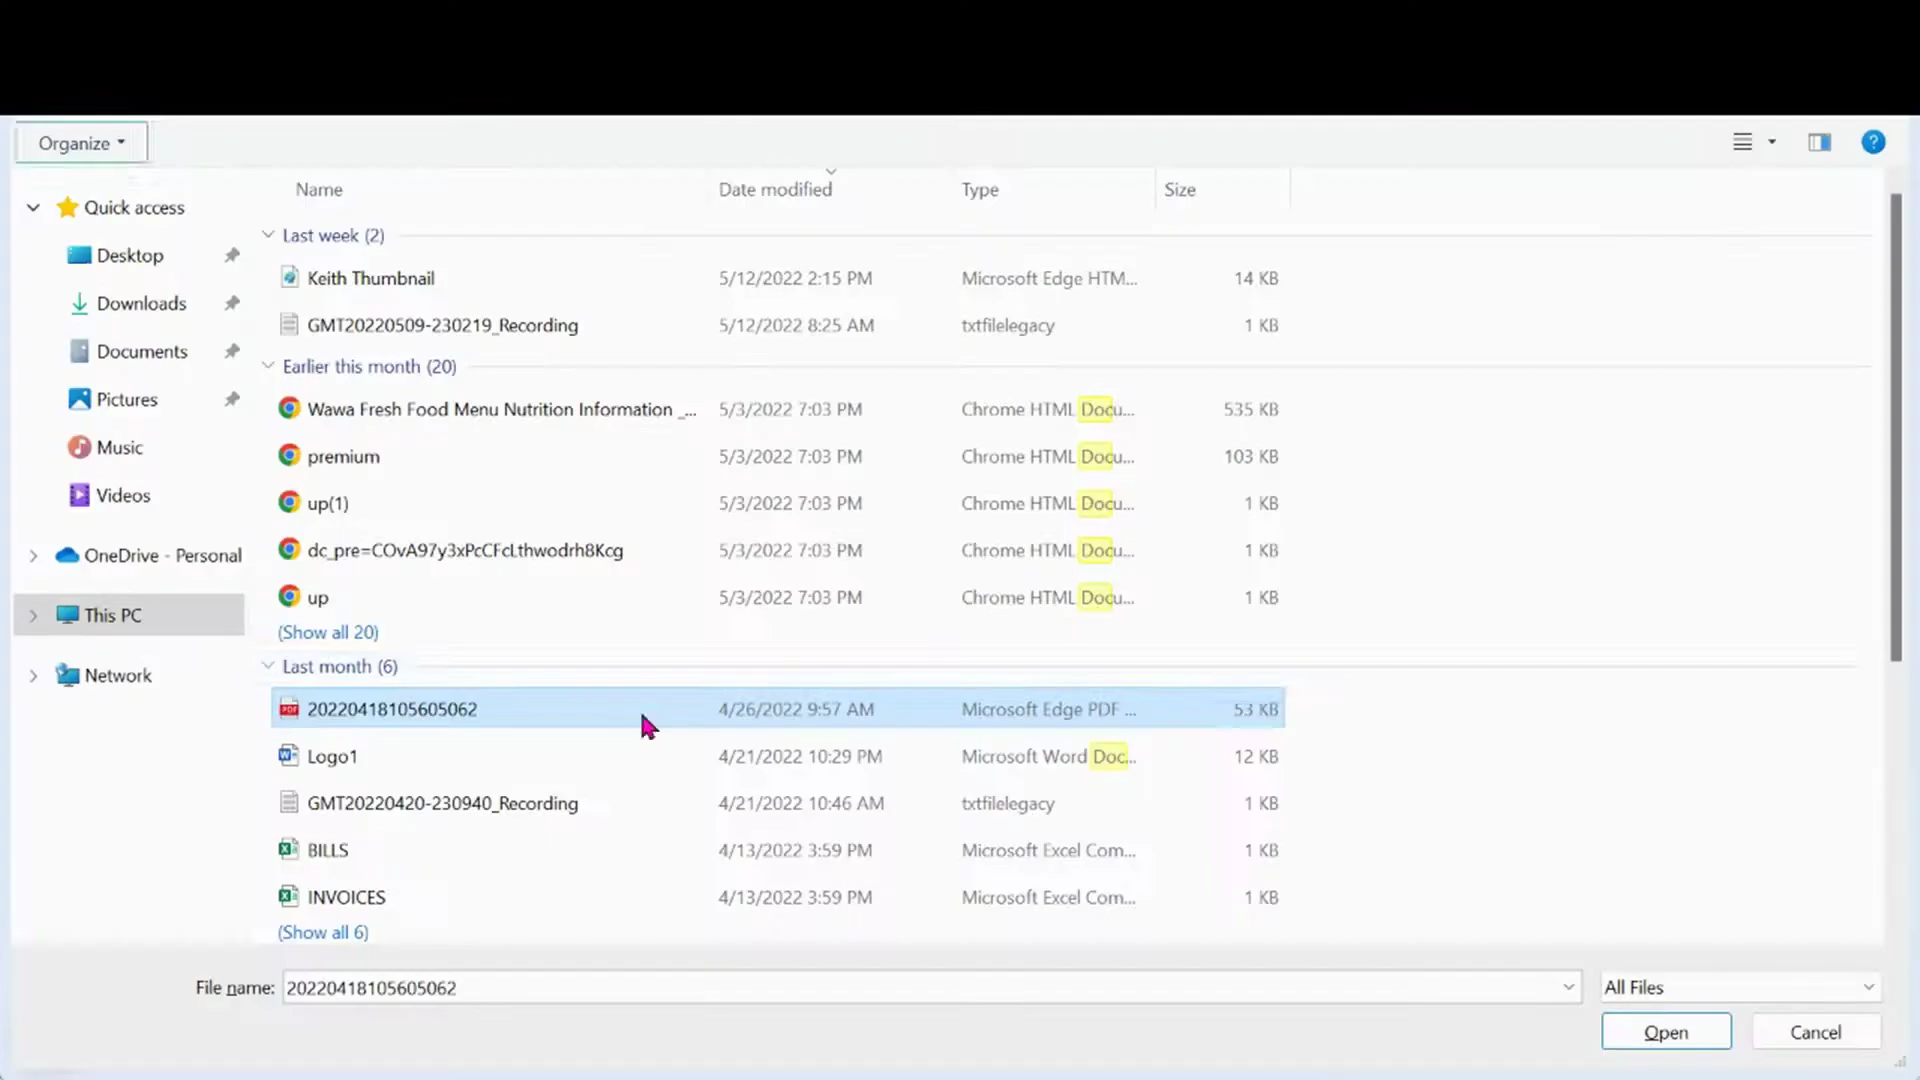 Organize
Name Date modified Type Size
Quick access
Desktop
Downloads
Documents
Pictures
Music
Videos
OneDrive - Personal
This PC
Network
Last week (2)
Keith Thumbnail 5/12/2022 2:15 PM Microsoft Edge HTM... 14 KB
GMT20220509-230219_Recording 5/12/2022 8:25 AM txtfilelegacy 1 KB
Earlier this month (20)
Wawa Fresh Food Menu Nutrition Information _... 5/3/2022 7:03 PM Chrome HTML Docu... 535 KB
premium 5/3/2022 7:03 PM Chrome HTML Docu... 103 KB
up(1) 5/3/2022 7:03 PM Chrome HTML Docu... 1 KB
dc_pre=COvA97y3xPcCFcLthwodrh8Kcg 5/3/2022 7:03 PM Chrome HTML Docu... 1 KB
up 5/3/2022 7:03 PM Chrome HTML Docu... 1 KB
(Show all 20)
Last month (6)
20220418105605062 4/26/2022 9:57 AM Microsoft Edge PDF ... 53 KB
Logo1 4/21/2022 10:29 PM Microsoft Word Doc... 12 KB
GMT20220420-230940_Recording 4/21/2022 10:46 AM txtfilelegacy 1 KB
BILLS 4/13/2022 3:59 PM Microsoft Excel Com... 1 KB
INVOICES 4/13/2022 3:59 PM Microsoft Excel Com... 1 KB
(Show all 6)
File name: 20220418105605062 All Files
Open Cancel